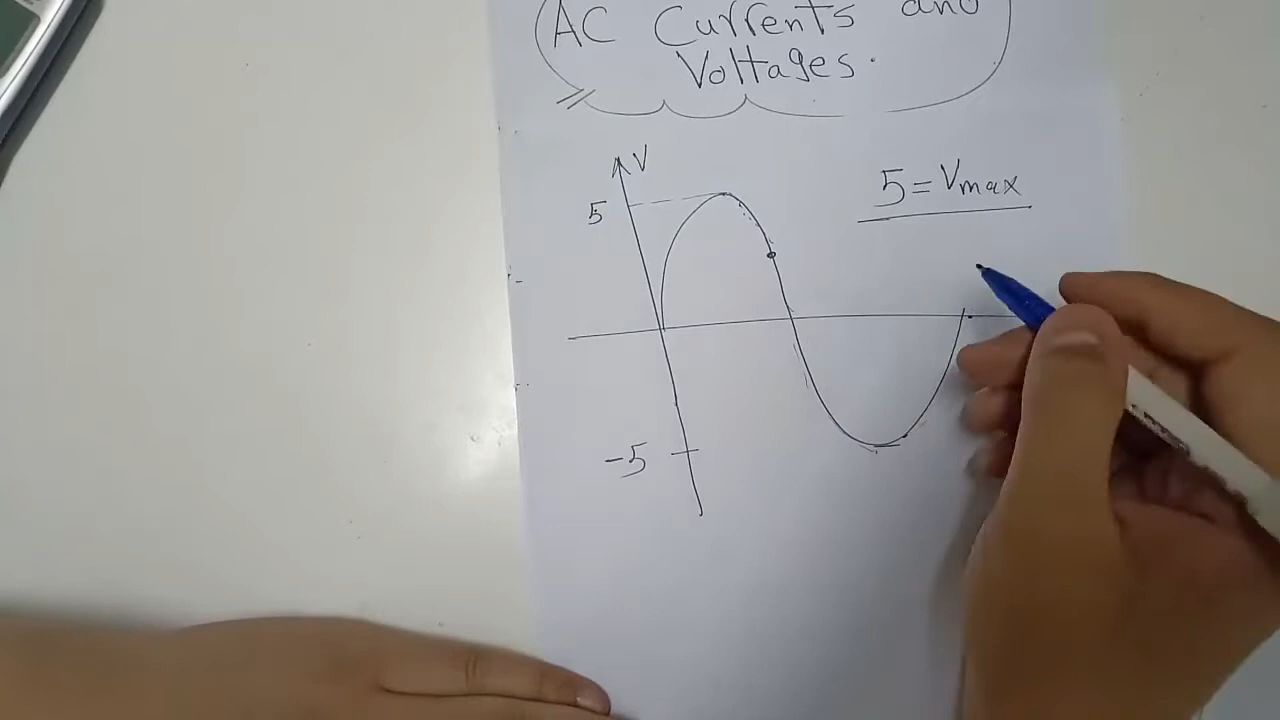 AC Currents and
Voltages.
V
5 = Vmax
5
-5